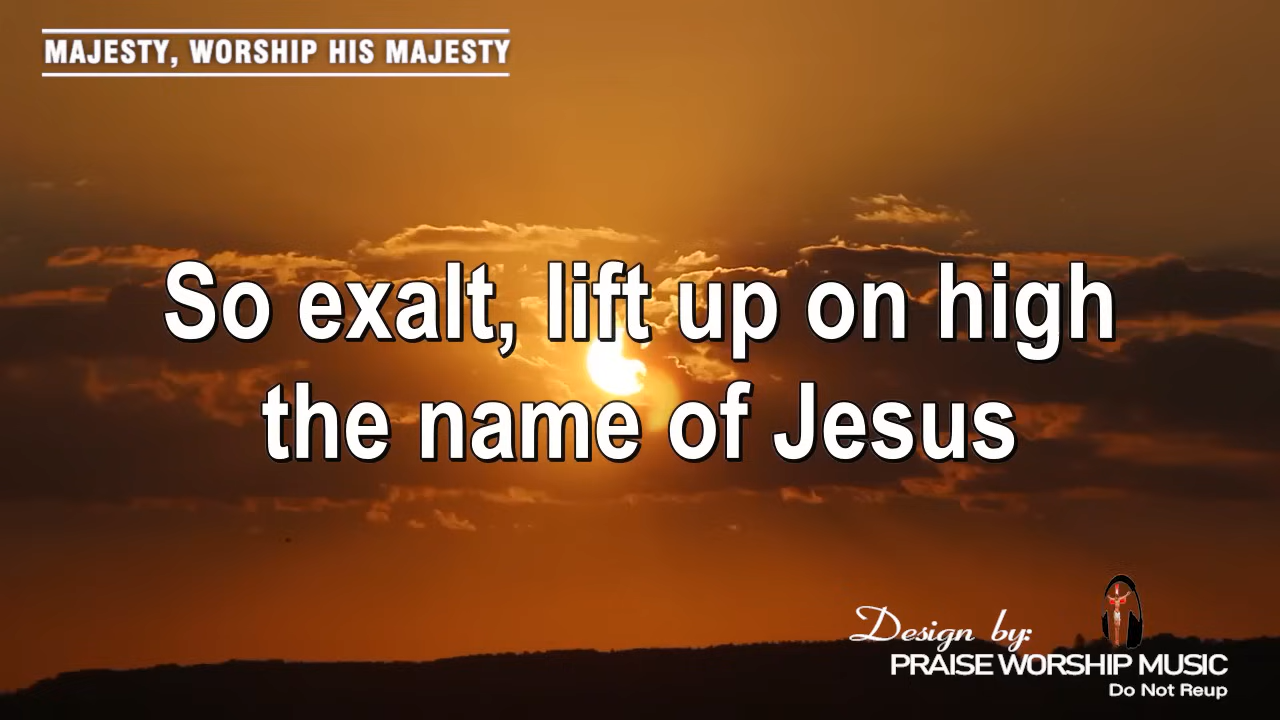 MAJESTY, WORSHIP HIS MAJESTY
So exalt, lift up on high
the name of Jesus
Design by:
PRAISE WORSHIP MUSIC
Do Not Reup